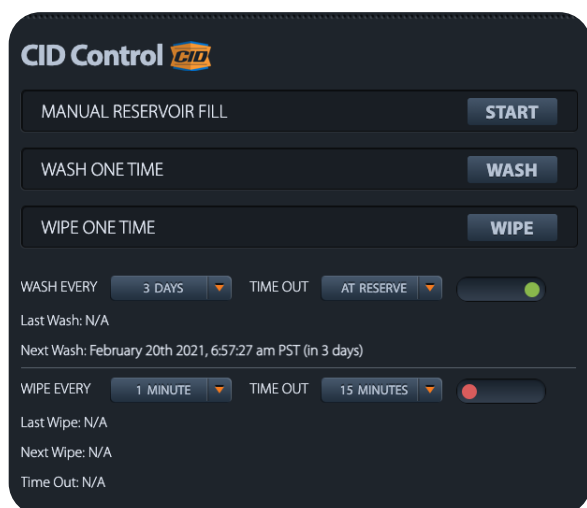 CID Control CID
MANUAL RESERVOIR FILL START
WASH ONE TIME WASH
WIPE ONE TIME WIPE
WASH EVERY 3 DAYS TIME OUT AT RESERVE
Last Wash: N/A
Next Wash: February 20th 2021, 6:57:27 am PST (in 3 days)
WIPE EVERY 1 MINUTE TIME OUT 15 MINUTES
Last Wipe: N/A
Next Wipe: N/A
Time Out: N/A